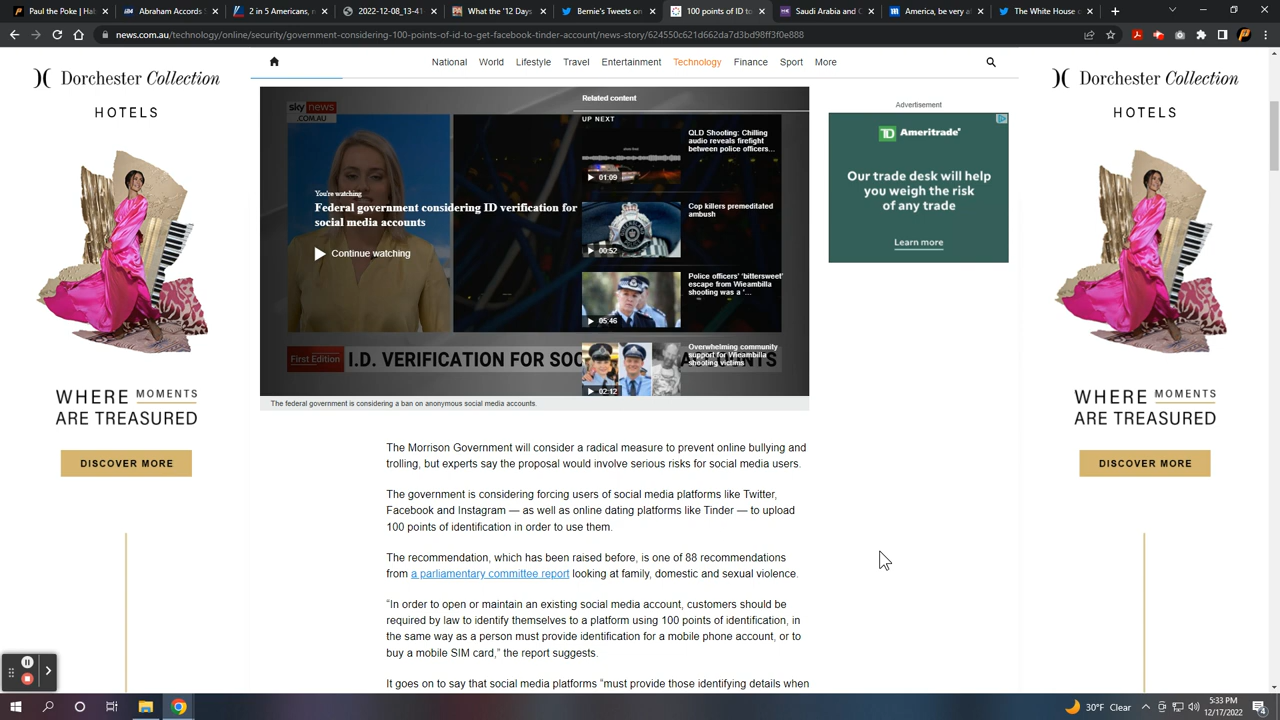 Paul the Poke | Ha
Aaron Abraham Shi
2022-12-08_13-41-
Bernie's Tweets - To
100 points of ID to g
Saudi Arabia and Ch
America, be very a
news.com.au/technology/online/security/government-considering-100-points-of-id-to-get-facebook-tinder-account/news-story/624550c621d662da7d3bd98ff3f0e888
National World Lifestyle Travel Entertainment Technology Finance Sport More
Dorchester Collection
HOTELS
WHERE MOMENTS
ARE TREASURED
DISCOVER MORE
sky news
.COM.AU
You're watching
Federal government considering ID verification for
social media accounts
Continue watching
First Edition I.D. VERIFICATION FOR SOC
NTS
Related content
UP NEXT
01:09
QLD Shooting: Chilling
audio reveals firefight
between police officers...
00:52
Cop killers premeditated
ambush
05:46
Police officers' 'bittersweet'
escape from Wieambilla
shooting was a '...
02:12
Overwhelming community
support for Wieambilla
shooting victims
The federal government is considering a ban on anonymous social media accounts.
The Morrison Government will consider a radical measure to prevent online bullying and
trolling, but experts say the proposal would involve serious risks for social media users.
The government is considering forcing users of social media platforms like Twitter,
Facebook and Instagram — as well as online dating platforms like Tinder — to upload
100 points of identification in order to use them.
The recommendation, which has been raised before, is one of 88 recommendations
from a parliamentary committee report looking at family, domestic and sexual violence.
“In order to open or maintain an existing social media account, customers should be
required by law to identify themselves to a platform using 100 points of identification, in
the same way as a person must provide identification for a mobile phone account, or to
buy a mobile SIM card,” the report suggests.
It goes on to say that social media platforms “must provide those identifying details when
Advertisement
TD Ameritrade
Our trade desk will help
you weigh the risk
of any trade
Learn more
Dorchester Collection
HOTELS
WHERE MOMENTS
ARE TREASURED
DISCOVER MORE
30°F Clear
5:33 PM
12/17/2022